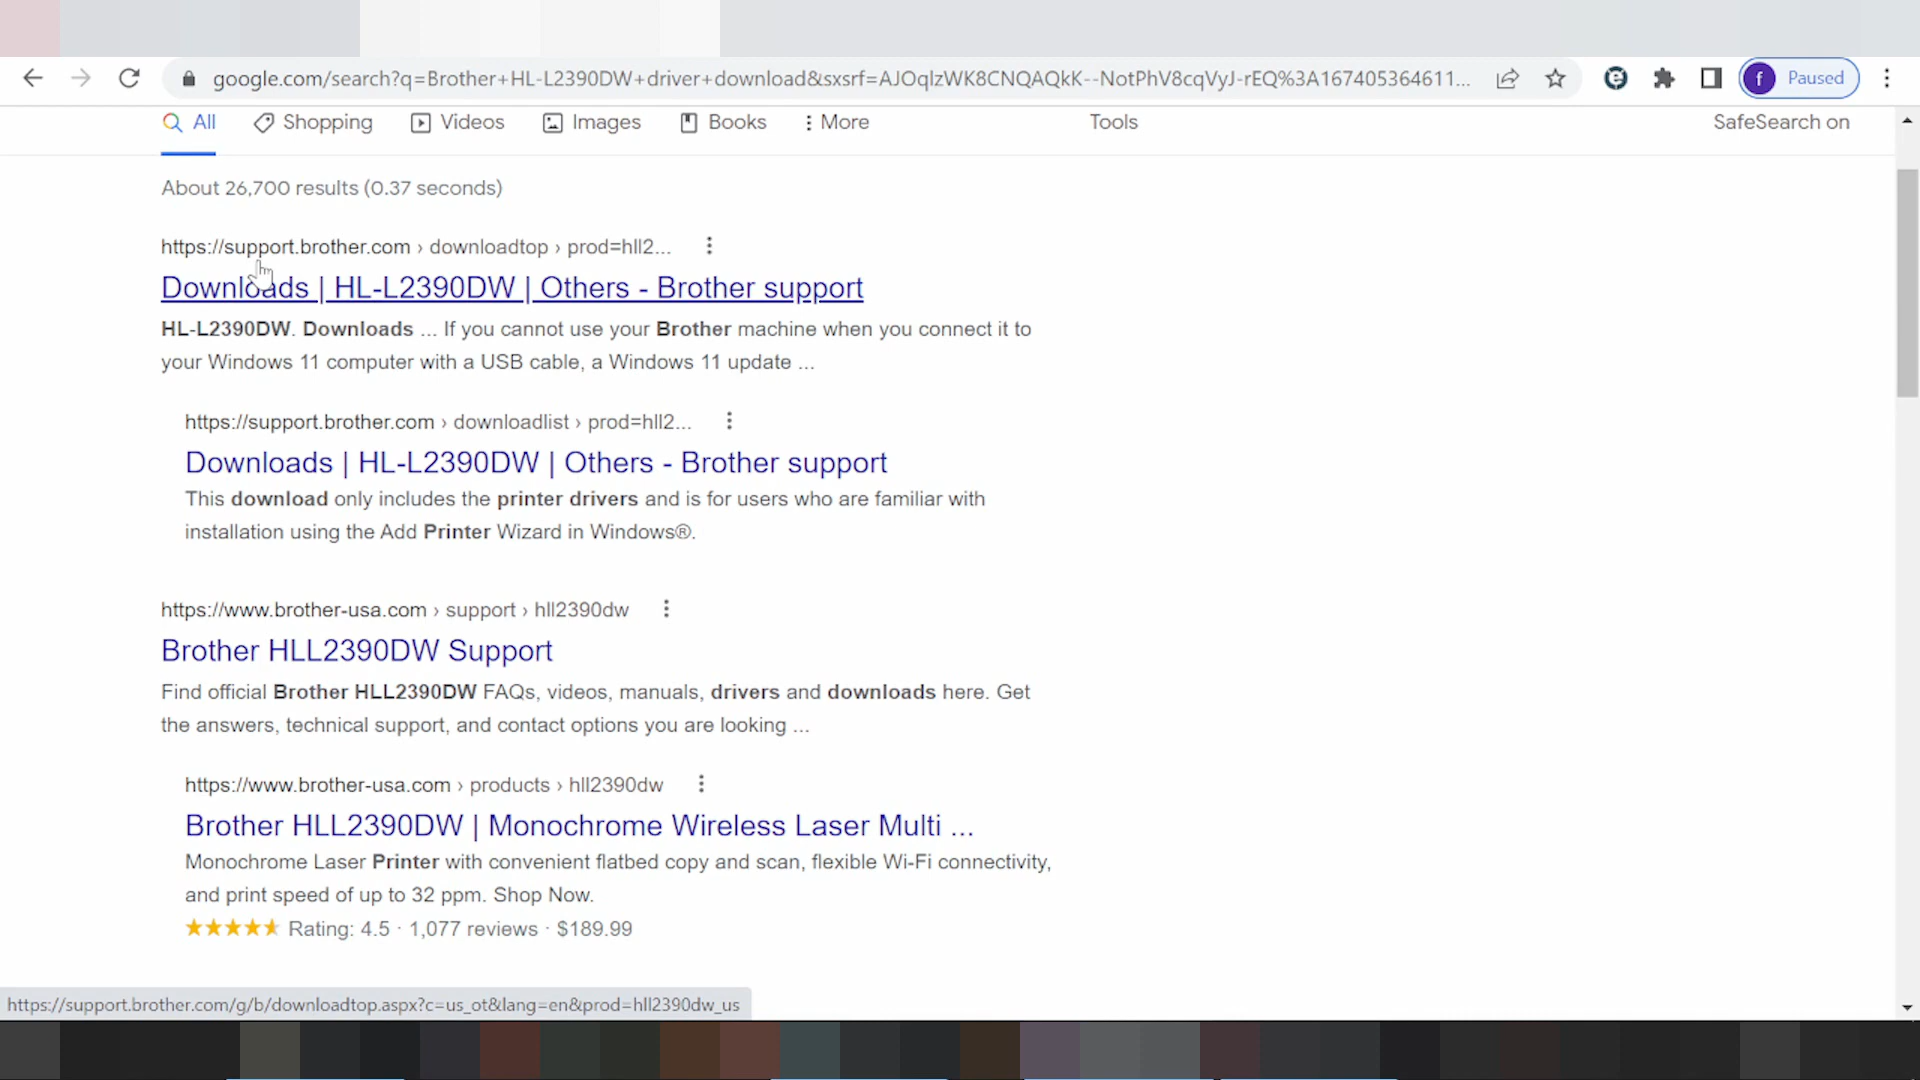 google.com/search?q=Brother+HL-L2390DW+driver+download&sxsrf=AJOqlzWK8CNQAQkK--NotPhV8cqVyJ-rEQ%3A167405364611...
f Paused
All Shopping Videos Images Books More Tools SafeSearch on
About 26,700 results (0.37 seconds)
https://support.brother.com › downloadtop › prod=hll2...
Downloads | HL-L2390DW | Others - Brother support
HL-L2390DW. Downloads ... If you cannot use your Brother machine when you connect it to
your Windows 11 computer with a USB cable, a Windows 11 update ...
https://support.brother.com › downloadlist › prod=hll2...
Downloads | HL-L2390DW | Others - Brother support
This download only includes the printer drivers and is for users who are familiar with
installation using the Add Printer Wizard in Windows®.
https://www.brother-usa.com › support › hll2390dw
Brother HLL2390DW Support
Find official Brother HLL2390DW FAQs, videos, manuals, drivers and downloads here. Get
the answers, technical support, and contact options you are looking ...
https://www.brother-usa.com › products › hll2390dw
Brother HLL2390DW | Monochrome Wireless Laser Multi ...
Monochrome Laser Printer with convenient flatbed copy and scan, flexible Wi-Fi connectivity,
and print speed of up to 32 ppm. Shop Now.
Rating: 4.5 · 1,077 reviews · $189.99
https://support.brother.com/g/b/downloadtop.aspx?c=us_ot&lang=en&prod=hll2390dw_us